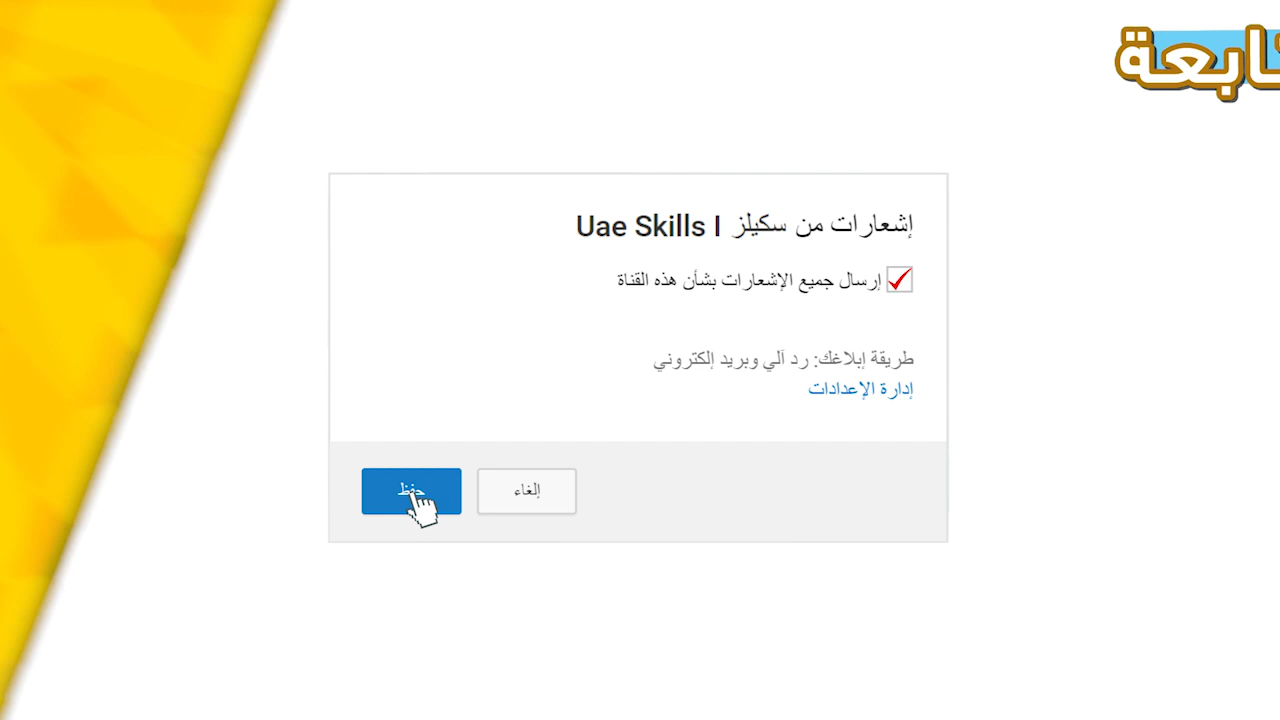 ـابعة
إشعارات من سكيلز Uae Skills I
إرسال جميع الإشعارات بشأن هذه القناة
طريقة إبلاغك: رد آلي وبريد إلكتروني
إدارة الإعدادات
حفظ
إلغاء